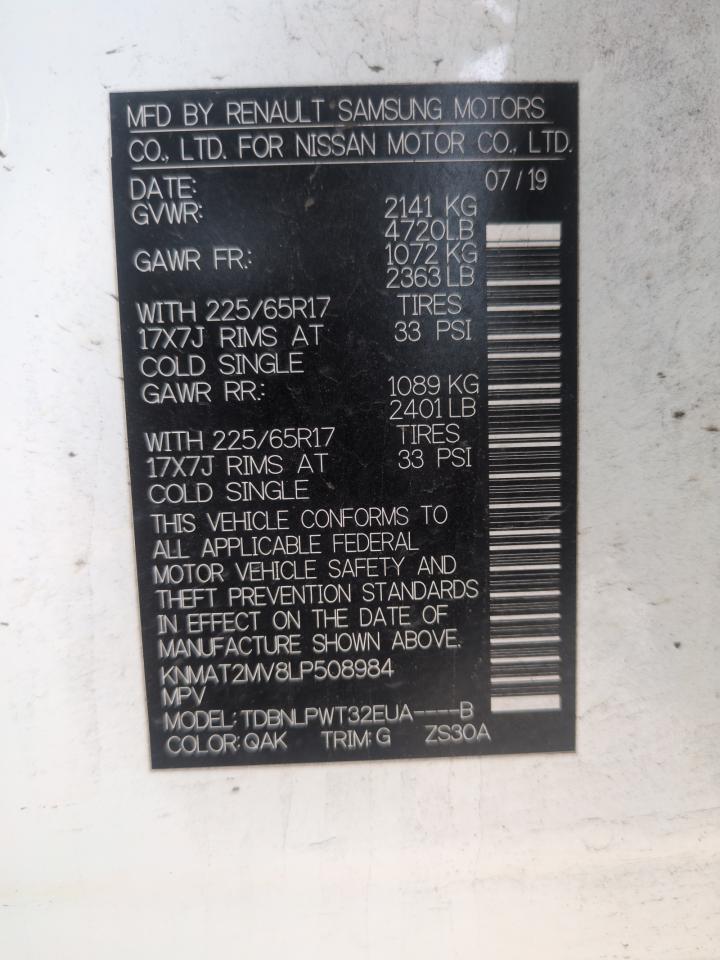 MFD BY RENAULT SAMSUNG MOTORS
CO., LTD. FOR NISSAN MOTOR CO., LTD.
DATE: 07/19
GVWR: 2141 KG
4720LB
GAWR FR.: 1072 KG
2363 LB
WITH 225/65R17 TIRES
17X7J RIMS AT 33 PSI
COLD SINGLE
GAWR RR.: 1089 KG
2401 LB
WITH 225/65R17 TIRES
17X7J RIMS AT 33 PSI
COLD SINGLE
THIS VEHICLE CONFORMS TO
ALL APPLICABLE FEDERAL
MOTOR VEHICLE SAFETY AND
THEFT PREVENTION STANDARDS
IN EFFECT ON THE DATE OF
MANUFACTURE SHOWN ABOVE.
KNMAT2MV8LP508984
MPV
MODEL: TDBNLPWT32EUA----B
COLOR: QAK TRIM: G ZS30A